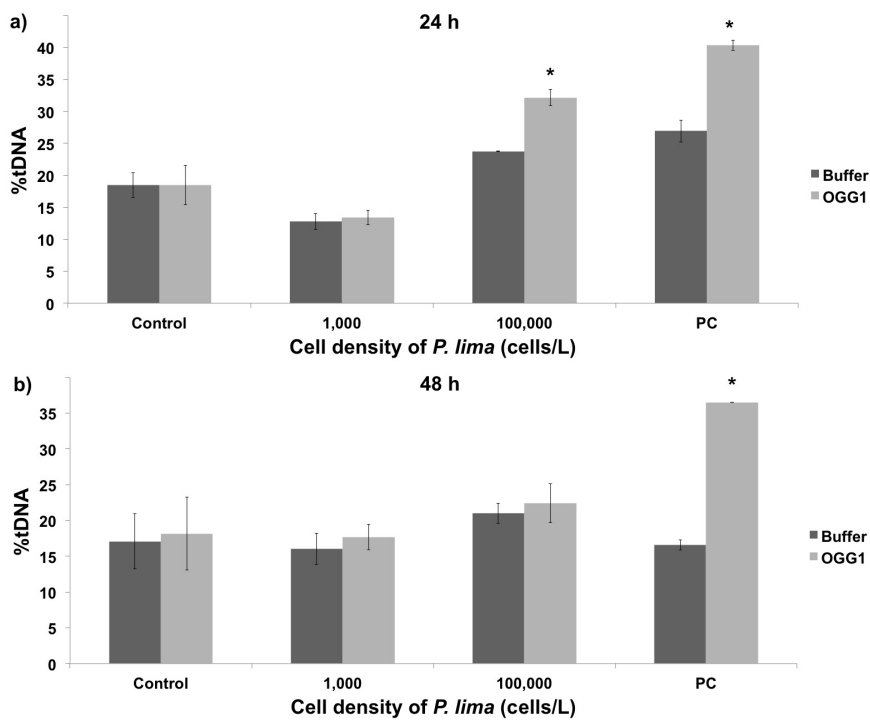 a)
24 h
*
*
40
35
30
25
20
15
10
5
0
%tDNA
Buffer
OGG1
Control
1,000
100,000
PC
Cell density of P. lima (cells/L)
b)
48 h
*
35
30
25
20
15
10
5
0
%tDNA
Buffer
OGG1
Control
1,000
100,000
PC
Cell density of P. lima (cells/L)